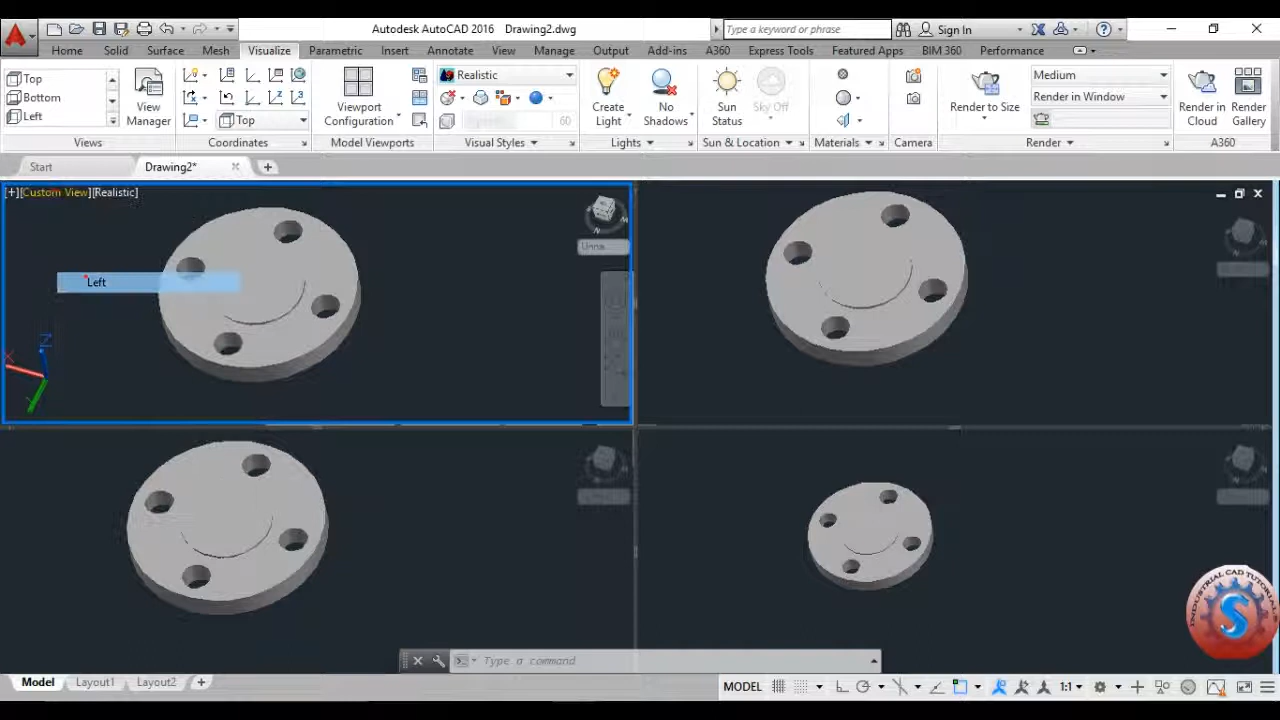 Autodesk AutoCAD 2016 Drawing2.dwg
Type a keyword or phrase
Sign In
Home Solid Surface Mesh Visualize Parametric Insert Annotate View Manage Output Add-ins A360 Express Tools Featured Apps BIM 360 Performance
Top
Bottom
Left
View
Manager
Top
Viewport
Configuration
Realistic
60
Create
Light
No
Shadows
Sun
Status
Sky Off
Render to Size
Medium
Render in Window
Render in
Cloud
Render
Gallery
Views Coordinates Model Viewports Visual Styles Lights Sun & Location Materials Camera Render A360
Start Drawing2*
[+][Custom View][Realistic]
N
Left
Z
X
INDUSTRIAL CAD TUTORIALS
S
Type a command
Model Layout1 Layout2 +
MODEL 1:1